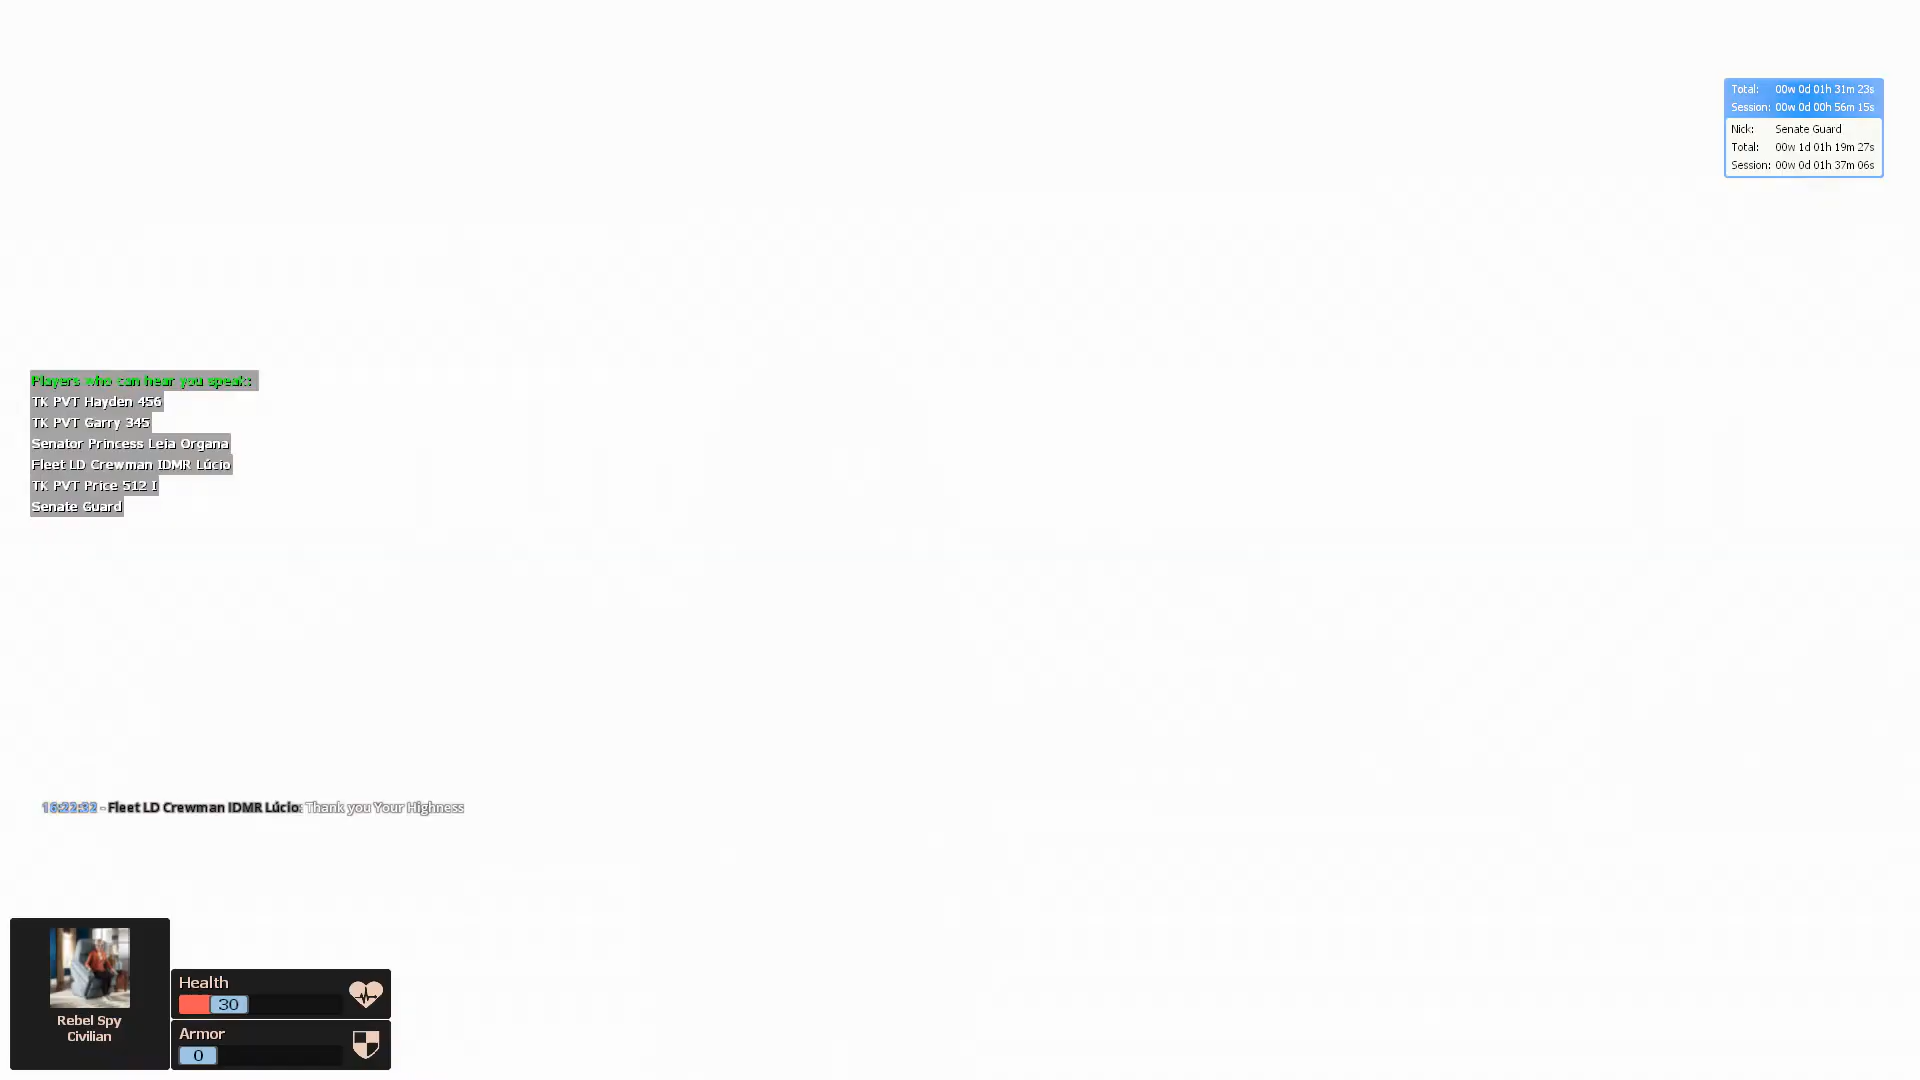 Total: 00w 0d 01h 31m 23s
Session: 00w 0d 00h 56m 15s
Nick: Senate Guard
Total: 00w 1d 01h 19m 27s
Session: 00w 0d 01h 37m 06s
Players who can hear you speak:
TK PVT Hayden 456
TK PVT Garry 345
Senator Princess Leia Organa
Fleet LD Crewman IDMR Lúcio
TK PVT Price 512 I
Senate Guard
16:22:32 - Fleet LD Crewman IDMR Lúcio: Thank you Your Highness
Rebel Spy
Civilian
Health
30
Armor
0